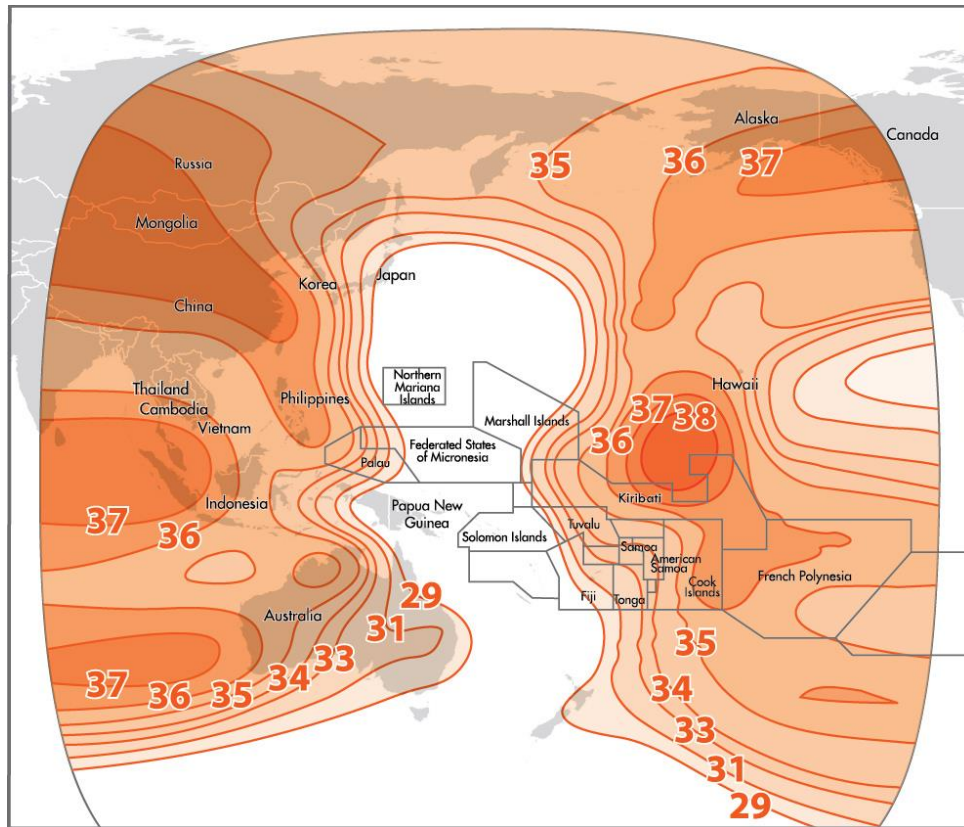 Alaska
Canada
35
36
37
Russia
Mongolia
Korea
Japan
China
Northern
Mariana
Islands
Thailand
Cambodia
Vietnam
Philippines
Hawaii
37
38
36
Marshall Islands
Federated States
of Micronesia
Palau
Indonesia
Papua New
Guinea
Kiribati
37
36
Solomon Islands
Tuvalu
Samoa
American
Samoa
Cook
Islands
French Polynesia
Fiji
Tonga
Australia
29
31
33
34
35
36
37
35
34
33
31
29